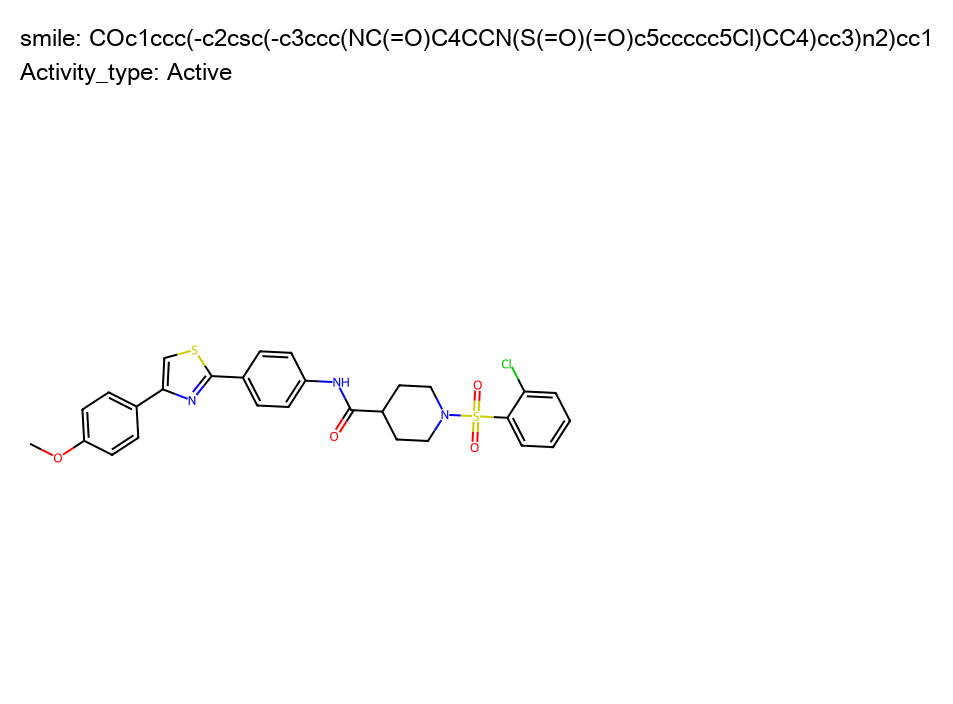 smile: COc1ccc(-c2csc(-c3ccc(NC(=O)C4CCN(S(=O)(=O)c5ccccc5Cl)CC4)cc3)n2)cc1
Activity_type: Active
S
N
O
NH
O
N
S
O
O
Cl